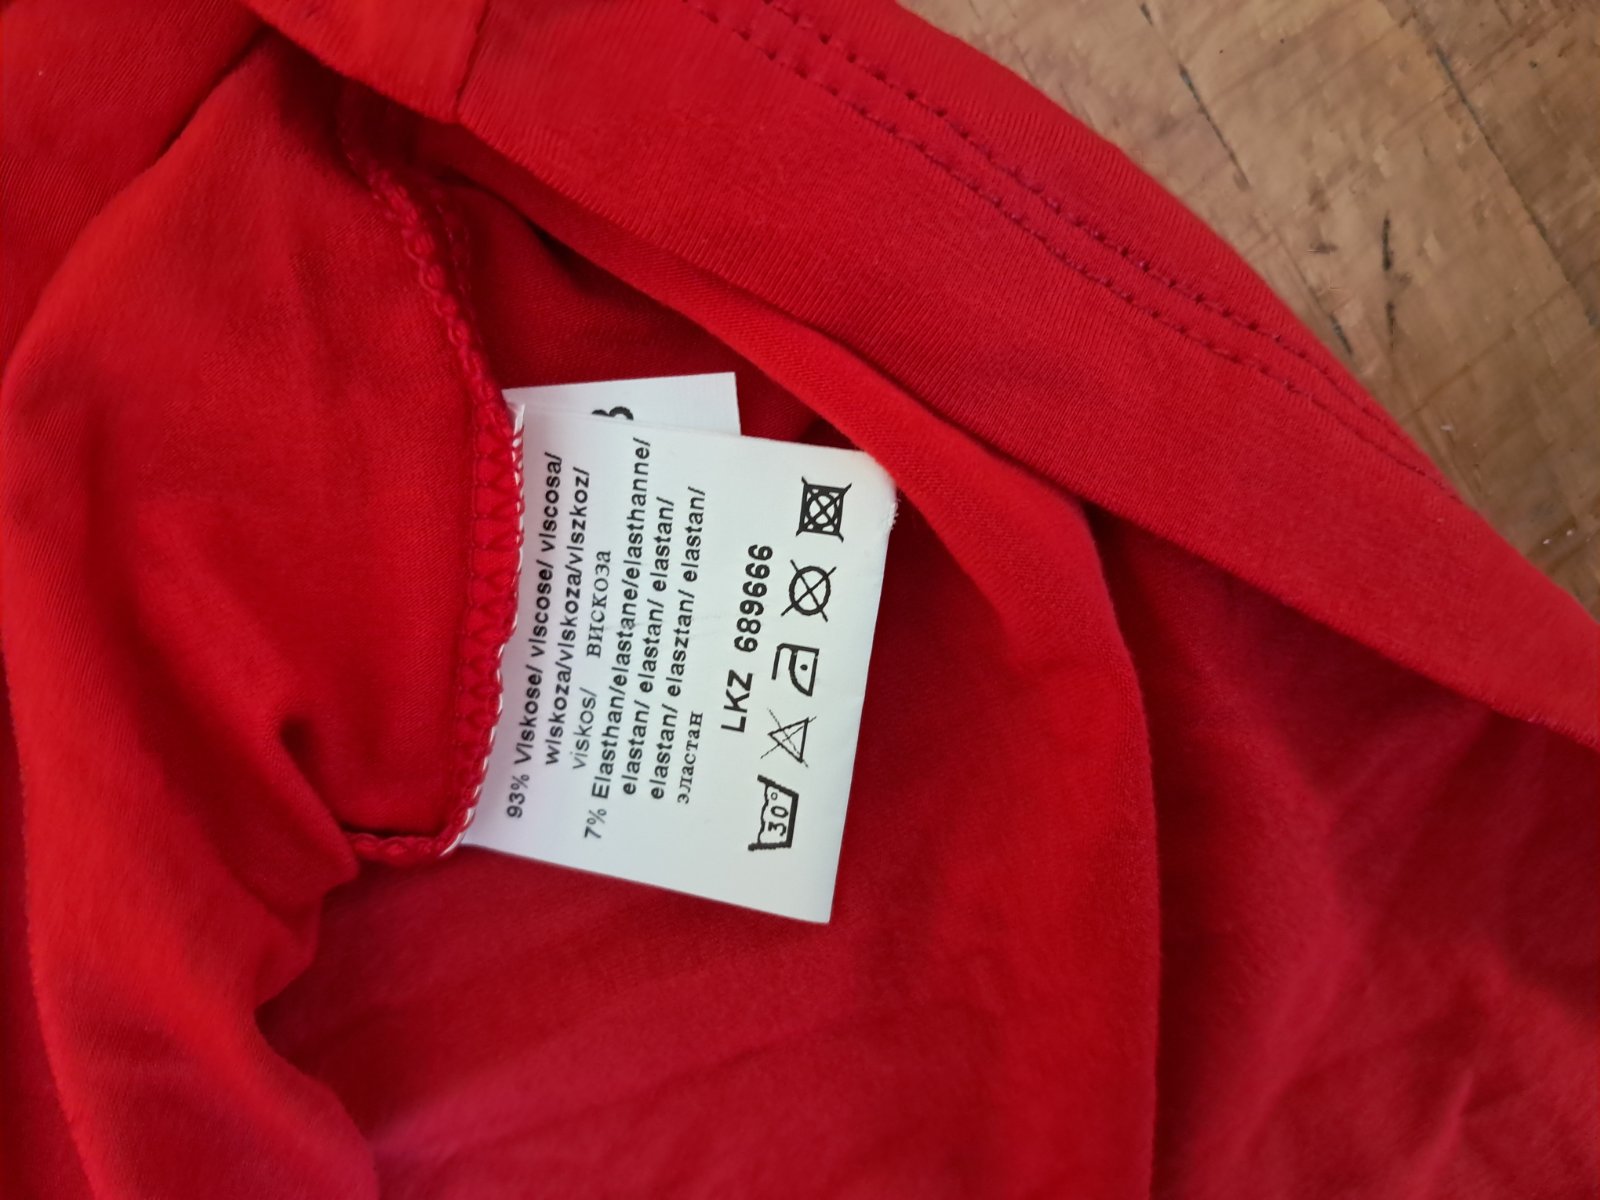 93% Viskose/ viscose/ viscosa/
wiskoza/viskoza/viszkoz/
viskos/ вискоза
7% Elasthan/elastane/elasthanne/
elastan/ elastan/ elastan/
elastan/ elasztan/ elastan/
эластан
LKZ 689666
30°